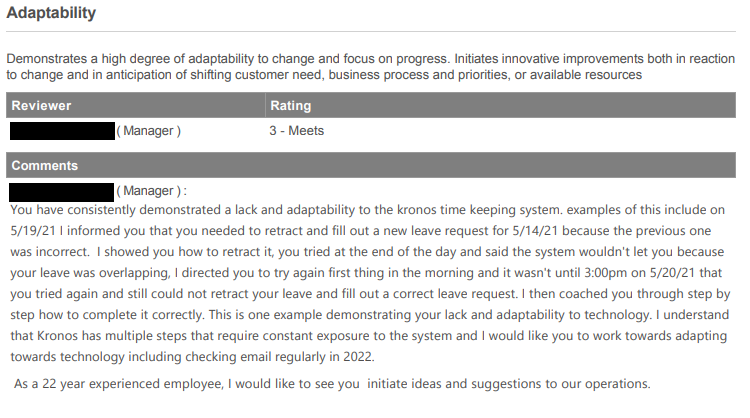 Adaptability
Demonstrates a high degree of adaptability to change and focus on progress. Initiates innovative improvements both in reaction
to change and in anticipation of shifting customer need, business process and priorities, or available resources
Reviewer Rating
( Manager ) 3 - Meets
Comments
( Manager ) :
You have consistently demonstrated a lack and adaptability to the kronos time keeping system. examples of this include on
5/19/21 I informed you that you needed to retract and fill out a new leave request for 5/14/21 because the previous one
was incorrect.  I showed you how to retract it, you tried at the end of the day and said the system wouldn't let you because
your leave was overlapping, I directed you to try again first thing in the morning and it wasn't until 3:00pm on 5/20/21 that
you tried again and still could not retract your leave and fill out a correct leave request. I then coached you through step by
step how to complete it correctly. This is one example demonstrating your lack and adaptability to technology. I understand
that Kronos has multiple steps that require constant exposure to the system and I would like you to work towards adapting
towards technology including checking email regularly in 2022.
As a 22 year experienced employee, I would like to see you  initiate ideas and suggestions to our operations.